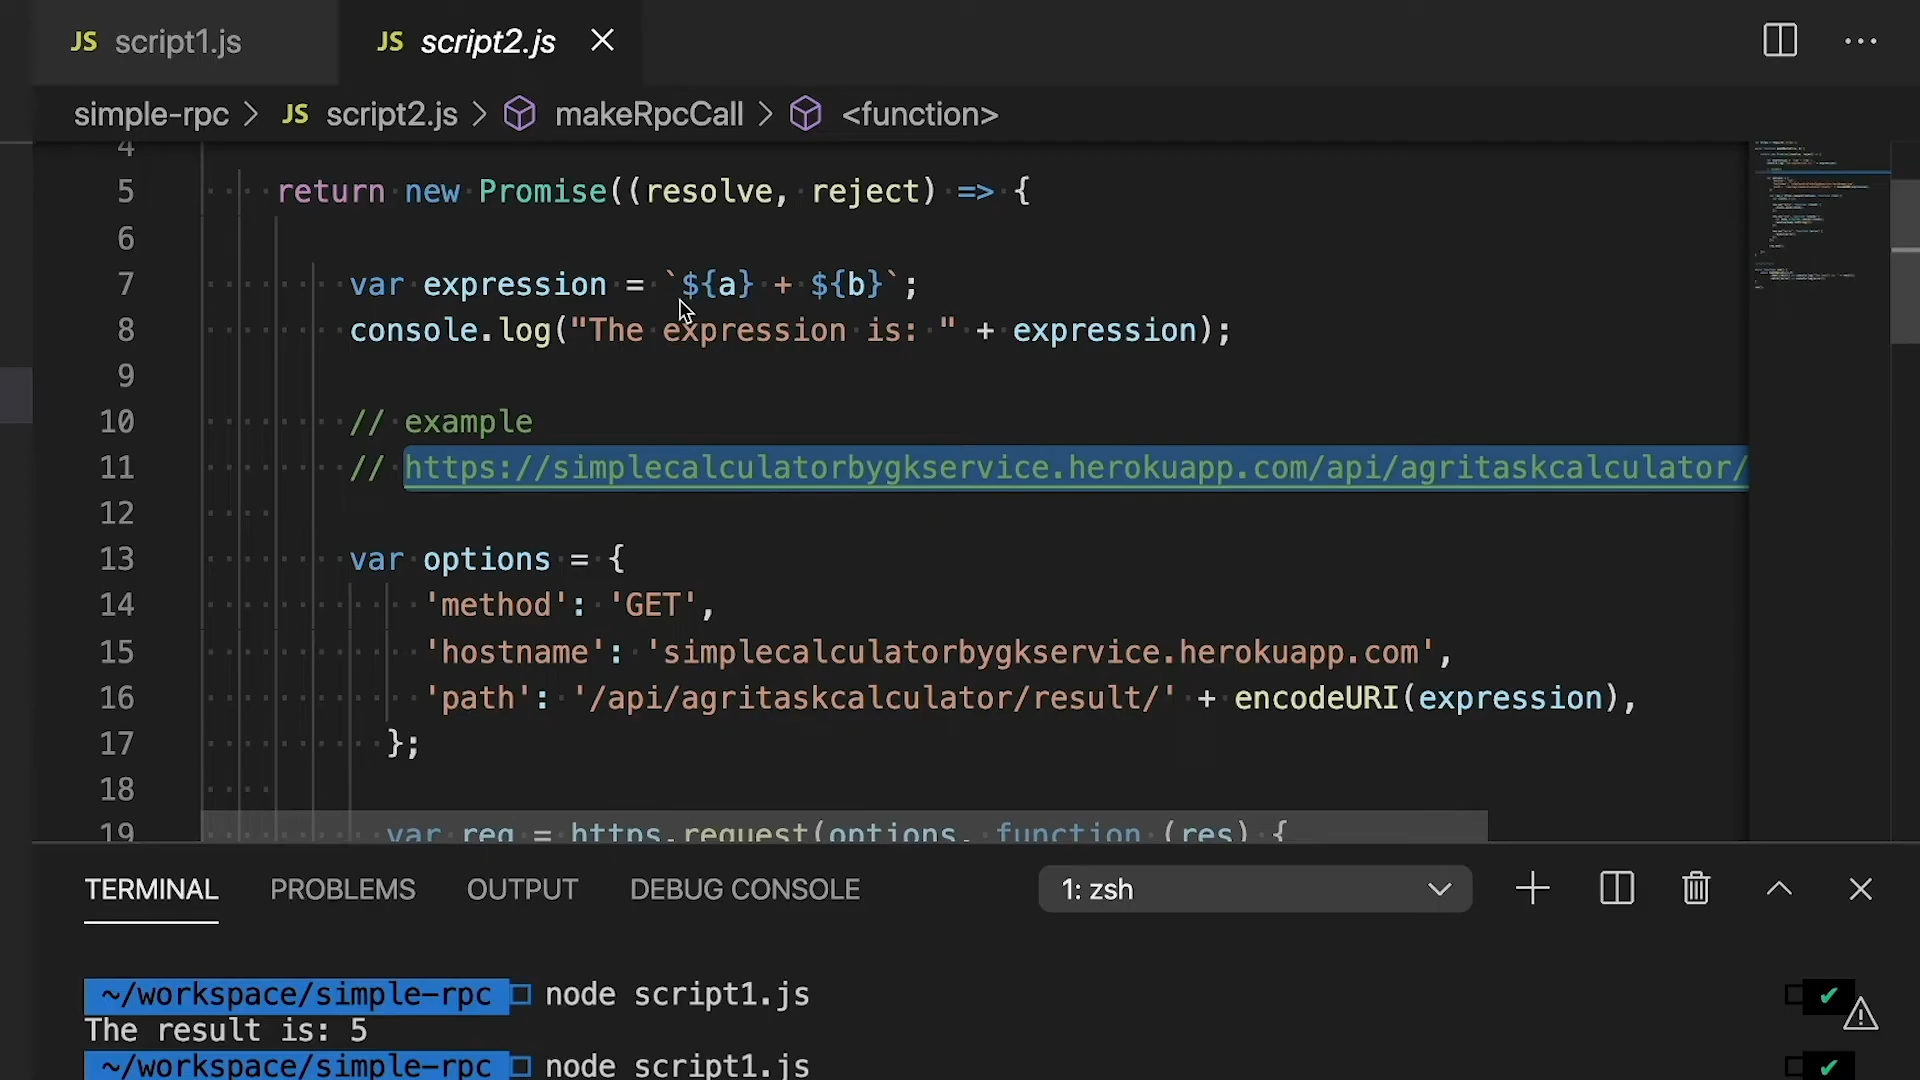 JS script1.js
JS script2.js
simple-rpc > JS script2.js > makeRpcCall > <function>
4
5 return new Promise((resolve, reject) => {
6
7 var expression = `${a} + ${b}`;
8 console.log("The expression is: " + expression);
9
10 // example
11 // https://simplecalculatorbygkservice.herokuapp.com/api/agritaskcalculator/
12
13 var options = {
14 'method': 'GET',
15 'hostname': 'simplecalculatorbygkservice.herokuapp.com',
16 'path': '/api/agritaskcalculator/result/' + encodeURI(expression),
17 };
18
19 var req = https.request(options, function (res) {
TERMINAL PROBLEMS OUTPUT DEBUG CONSOLE 1: zsh
~/workspace/simple-rpc node script1.js
The result is: 5
~/workspace/simple-rpc node script1.js